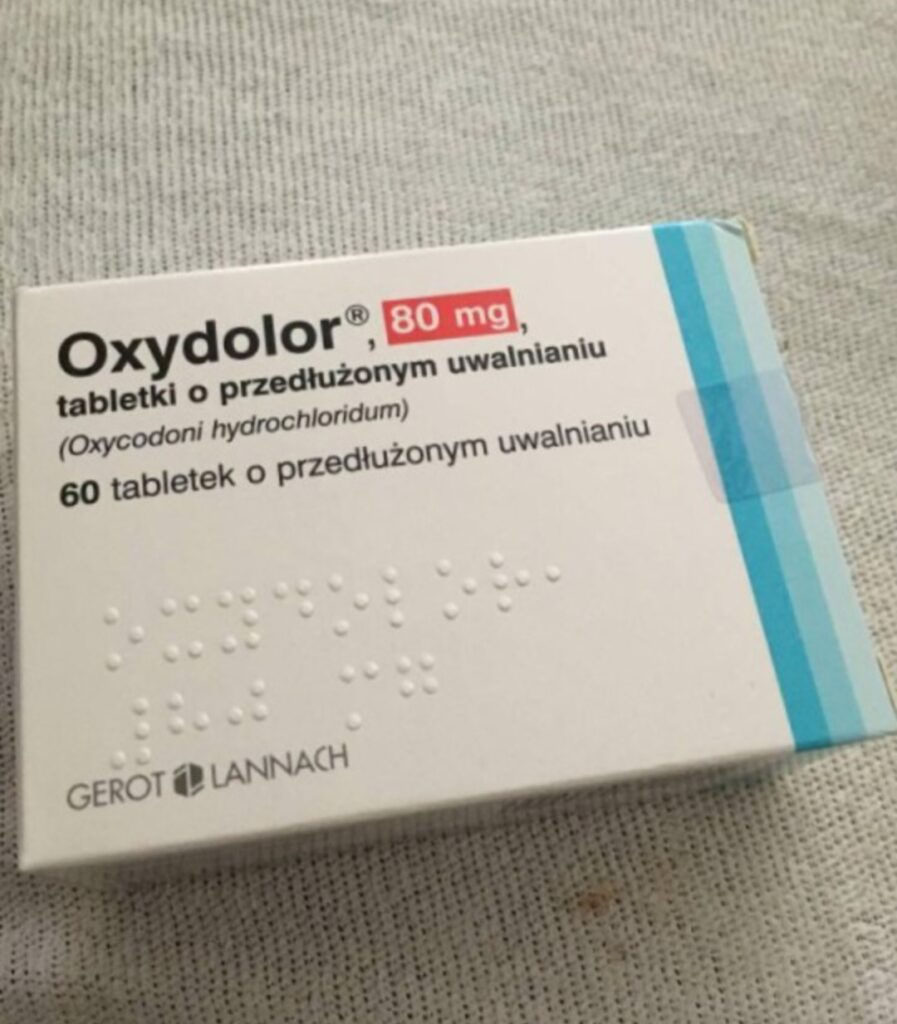 Oxydolor®, 80 mg,
tabletki o przedłużonym uwalnianiu
(Oxycodoni hydrochloridum)
60 tabletek o przedłużonym uwalnianiu
GEROT LANNACH